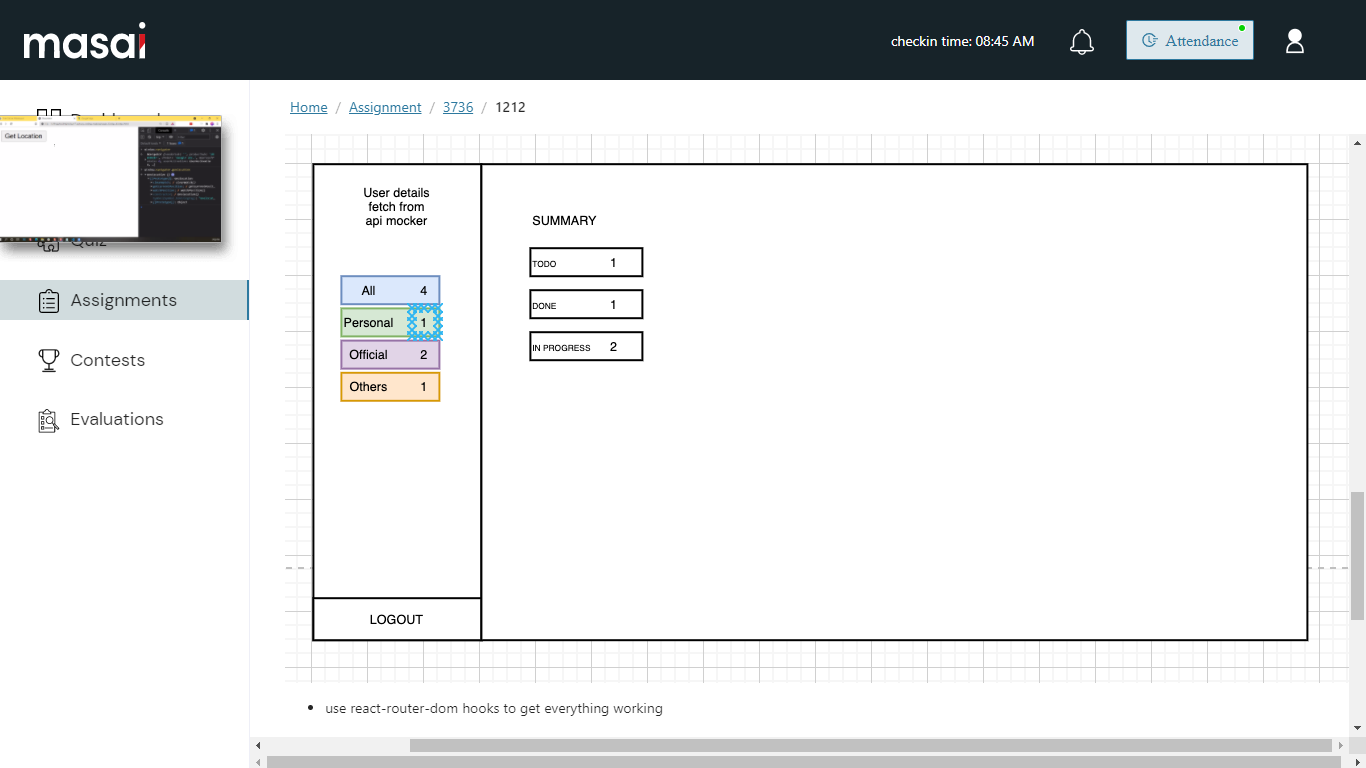 masai
checkin time: 08:45 AM
Attendance
Home / Assignment / 3736 / 1212
Get Location
Quiz
Assignments
Contests
Evaluations
User details
fetch from
api mocker
All 4
Personal 1
Official 2
Others 1
LOGOUT
SUMMARY
TODO 1
DONE 1
IN PROGRESS 2
use react-router-dom hooks to get everything working